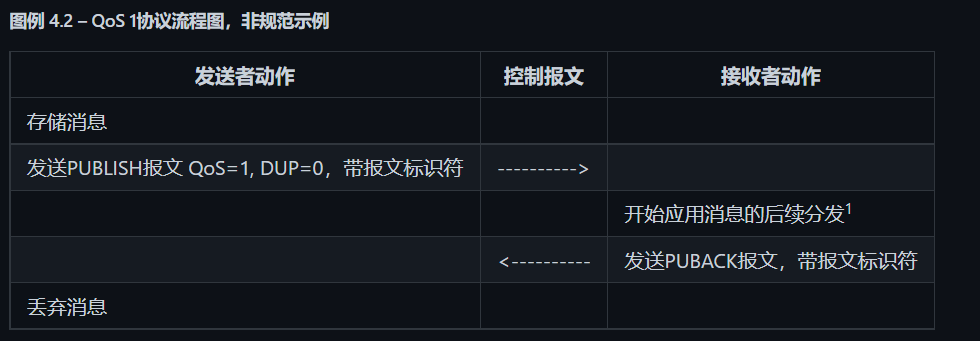 图例 4.2 – QoS 1协议流程图，非规范示例
发送者动作 控制报文 接收者动作
存储消息
发送PUBLISH报文 QoS=1, DUP=0，带报文标识符 ---------->
开始应用消息的后续分发1
<---------- 发送PUBACK报文，带报文标识符
丢弃消息